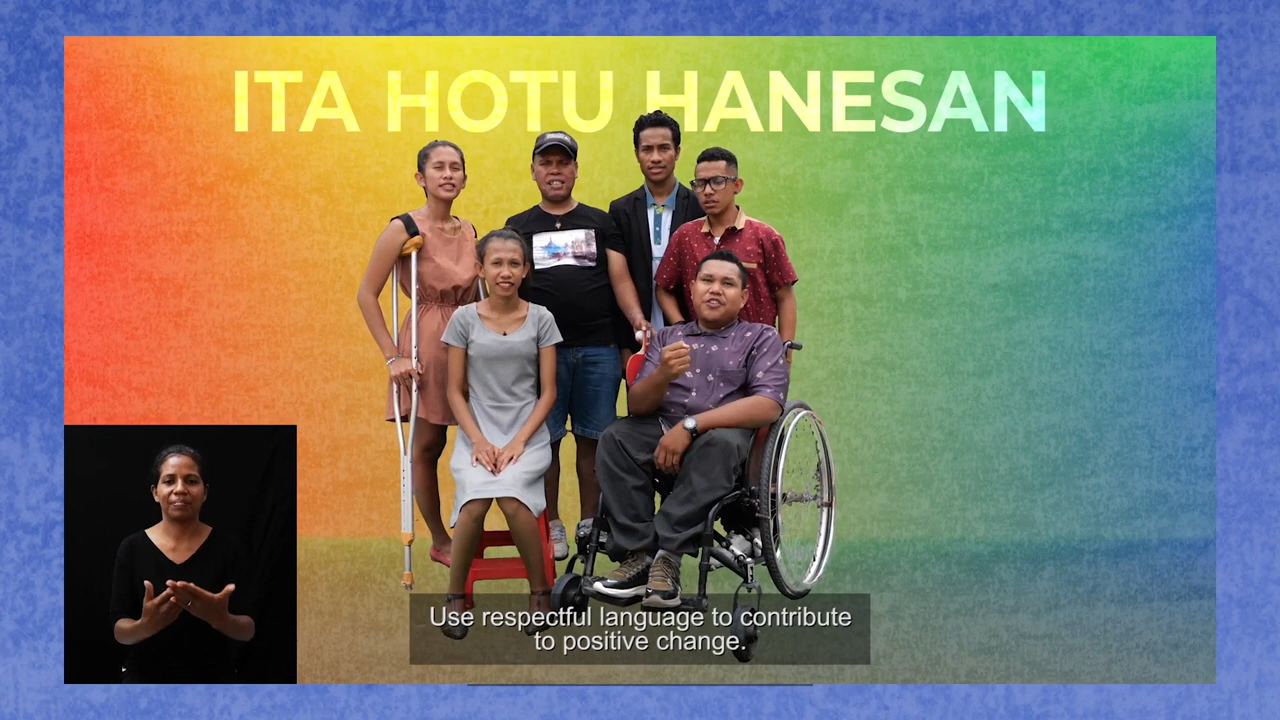 ITA HOTU HANESAN
Use respectful language to contribute
to positive change.